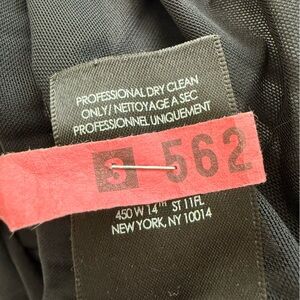 PROFESSIONAL DRY CLEAN
ONLY/ NETTOYAGE A SEC
PROFESSIONNEL UNIQUEMENT
S 562
450 W 14TH ST 11FL
NEW YORK, NY 10014